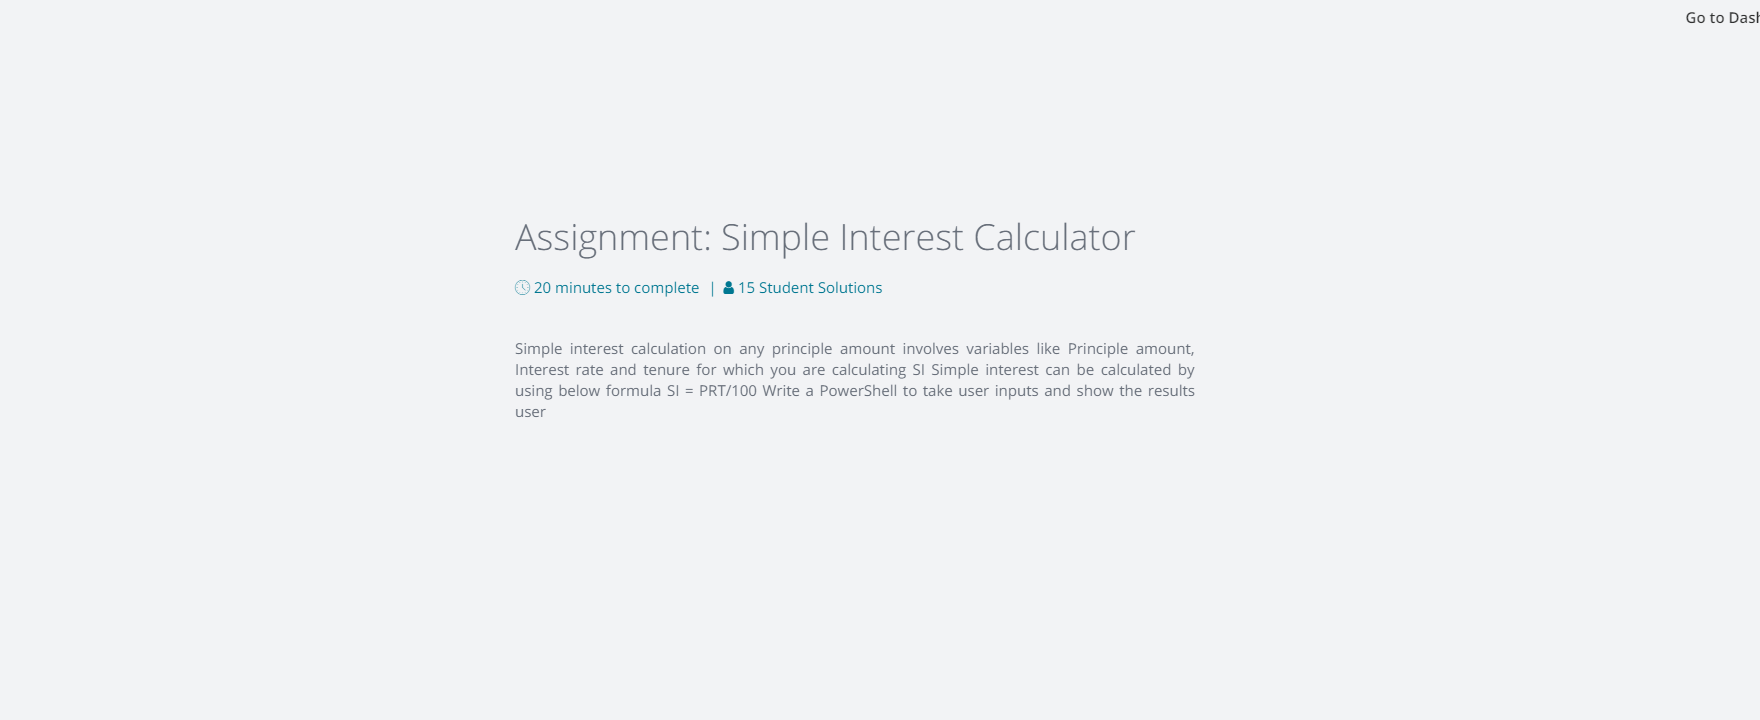 Go to Dash
Assignment: Simple Interest Calculator
20 minutes to complete | 15 Student Solutions
Simple interest calculation on any principle amount involves variables like Principle amount,
Interest rate and tenure for which you are calculating SI Simple interest can be calculated by
using below formula SI = PRT/100 Write a PowerShell to take user inputs and show the results
user